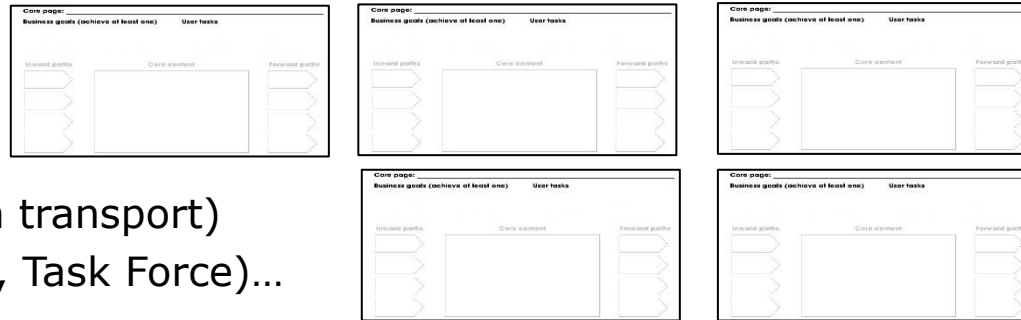 Core page:
Business goals (achieve at least one) User tasks
Inward paths Core content Forward paths
Core page:
Business goals (achieve at least one) User tasks
Inward paths Core content Forward paths
Core page:
Business goals (achieve at least one) User tasks
Inward paths Core content Forward paths
transport)
, Task Force)…
Core page:
Business goals (achieve at least one) User tasks
Inward paths Core content Forward paths
Core page:
Business goals (achieve at least one) User tasks
Inward paths Core content Forward paths